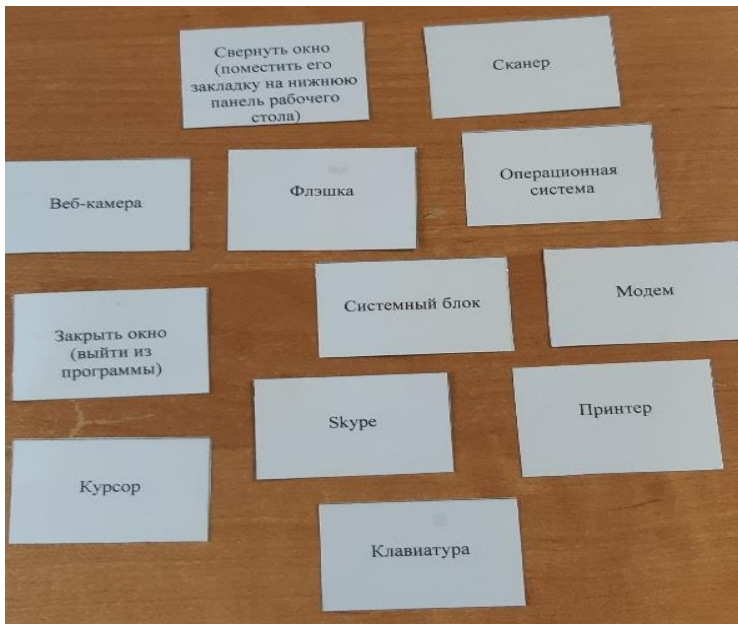 Свернуть окно
(поместить его
закладку на нижнюю
панель рабочего
стола)
Сканер
Веб-камера
Флэшка
Операционная
система
Закрыть окно
(выйти из
программы)
Системный блок
Модем
Skype
Принтер
Курсор
Клавиатура